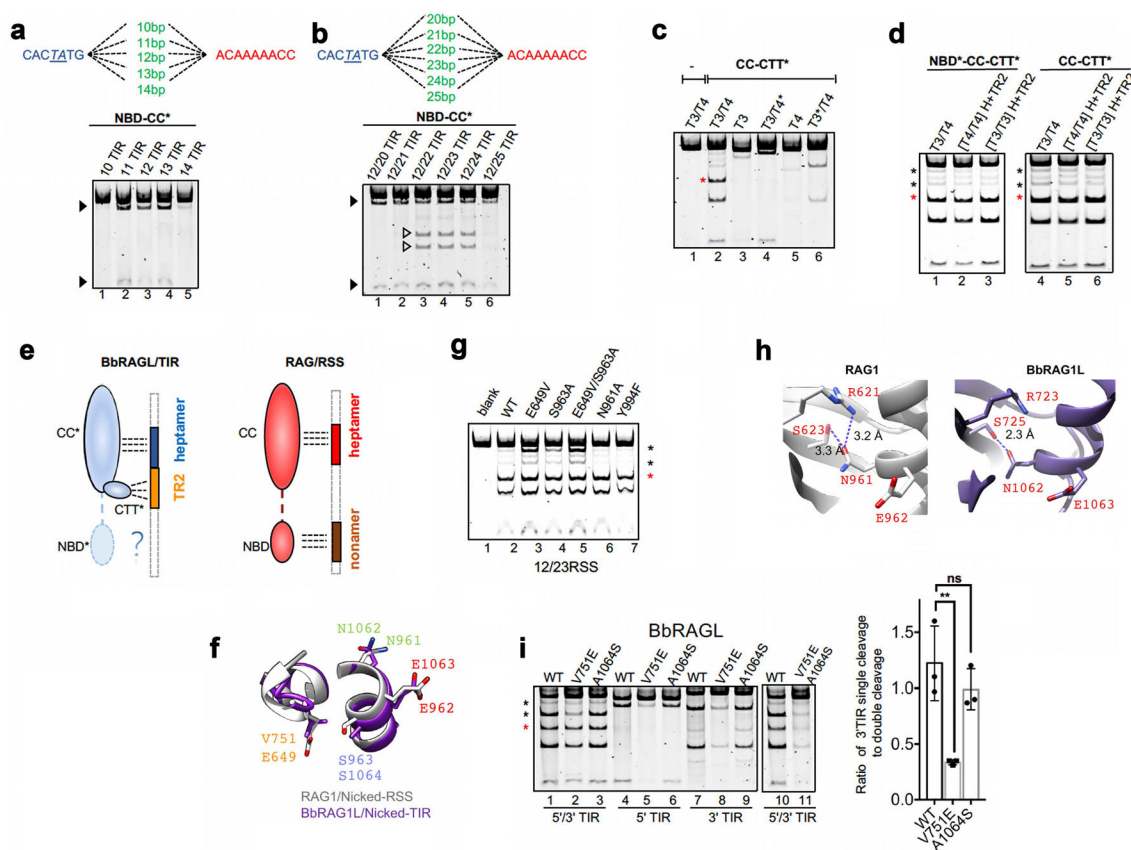 a
10bp
11bp
CACTATG 12bp ACAAAAACC
13bp
14bp
NBD-CC*
10 TIR
11 TIR
12 TIR
13 TIR
14 TIR
1 2 3 4 5
b
20bp
21bp
CACTATG 22bp ACAAAAACC
23bp
24bp
25bp
NBD-CC*
12/20 TIR
12/21 TIR
12/22 TIR
12/23 TIR
12/24 TIR
12/25 TIR
1 2 3 4 5 6
c
- CC-CTT*
T3/T4
T3/T4
T3
T3/T4*
T4
T3*/T4
*
1 2 3 4 5 6
d
NBD*-CC-CTT* CC-CTT*
T3/T4
[T4/T4] H+TR2
[T3/T3] H+TR2
T3/T4
[T4/T4] H+TR2
[T3/T3] H+TR2
* *
* *
* *
1 2 3 4 5 6
e
BbRAGL/TIR RAG/RSS
CC*
heptamer
TR2
CTT*
NBD*
?
CC
heptamer
NBD
nonamer
f
N1062
N961
E1063
E962
V751
E649
S963
S1064
RAG1/Nicked-RSS
BbRAG1L/Nicked-TIR
g
blank
WT
E649V
S963A
E649V/S963A
N961A
Y994F
*
*
*
1 2 3 4 5 6 7
12/23RSS
h
RAG1 BbRAG1L
R621
S623
3.2 Å
3.3 Å
N961
E962
R723
S725
2.3 Å
N1062
E1063
i
BbRAGL
WT
V751E
A1064S
WT
V751E
A1064S
WT
V751E
A1064S
WT
V751E
A1064S
*
*
*
1 2 3 4 5 6 7 8 9 10 11
5'/3' TIR 5' TIR 3' TIR 5'/3' TIR
Ratio of 3'TIR single cleavage
to double cleavage
ns
**
1.5
1.0
0.5
0.0
WT
V751E
A1064S